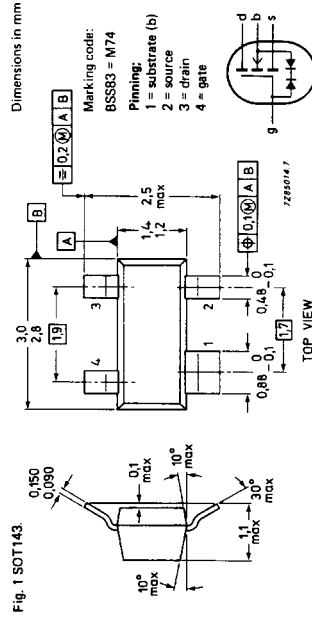 Fig. 1 SOT143.
Dimensions in mm
Marking code:
BSS83 = M74
Pinning:
1 = substrate (b)
2 = source
3 = drain
4 = gate
d b s
g
7Z85014.7
0,150
0,090
0,1
max
10°
max
10°
max
30°
max
1,1
max
3,0
2,8
1,9
B
A
⌯ 0,2 Ⓜ A B
4
3
1
2
1,4
1,2
2,5
max
0,88 0 -0,1
0,48 0 -0,1
⌖ 0,1 Ⓜ A B
1,7
TOP VIEW